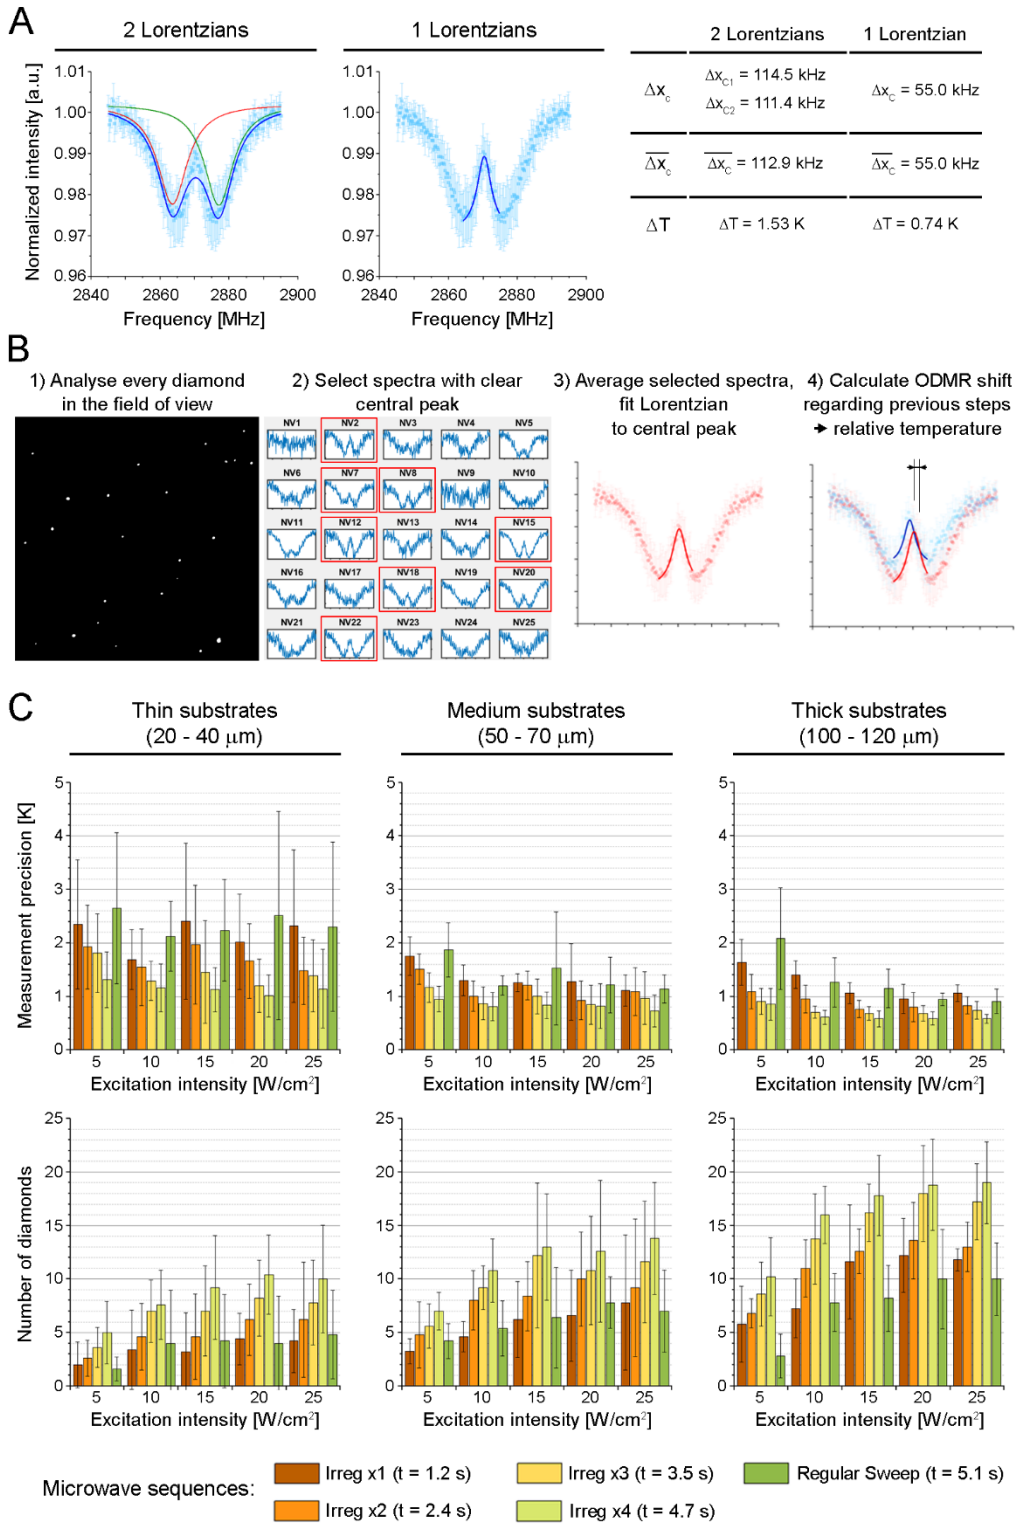 A
2 Lorentzians
1 Lorentzians
2 Lorentzians
1 Lorentzian
Normalized intensity [a.u.]
1.01
1.00
0.99
0.98
0.97
0.96
2840 2860 2880 2900
Frequency [MHz]
1.01
1.00
0.99
0.98
0.97
0.96
2840 2860 2880 2900
Frequency [MHz]
Δx_c
Δx_C1 = 114.5 kHz
Δx_C2 = 111.4 kHz
Δx_C = 55.0 kHz
Δx̅_c
Δx̅_C = 112.9 kHz
Δx̅_C = 55.0 kHz
ΔT
ΔT = 1.53 K
ΔT = 0.74 K
B
1) Analyse every diamond
in the field of view
2) Select spectra with clear
central peak
NV1 NV2 NV3 NV4 NV5
NV6 NV7 NV8 NV9 NV10
NV11 NV12 NV13 NV14 NV15
NV16 NV17 NV18 NV19 NV20
NV21 NV22 NV23 NV24 NV25
3) Average selected spectra,
fit Lorentzian
to central peak
4) Calculate ODMR shift
regarding previous steps
➔ relative temperature
C
Thin substrates
(20 - 40 μm)
Medium substrates
(50 - 70 μm)
Thick substrates
(100 - 120 μm)
Measurement precision [K]
5
4
3
2
1
0
5 10 15 20 25
Excitation intensity [W/cm²]
5
4
3
2
1
0
5 10 15 20 25
Excitation intensity [W/cm²]
5
4
3
2
1
0
5 10 15 20 25
Excitation intensity [W/cm²]
Number of diamonds
25
20
15
10
5
0
5 10 15 20 25
Excitation intensity [W/cm²]
25
20
15
10
5
0
5 10 15 20 25
Excitation intensity [W/cm²]
25
20
15
10
5
0
5 10 15 20 25
Excitation intensity [W/cm²]
Microwave sequences:
Irreg x1 (t = 1.2 s)
Irreg x3 (t = 3.5 s)
Regular Sweep (t = 5.1 s)
Irreg x2 (t = 2.4 s)
Irreg x4 (t = 4.7 s)